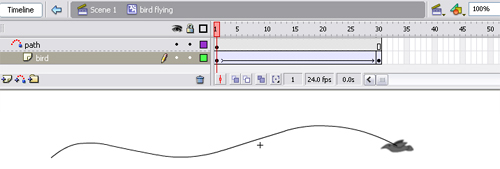 Timeline Scene 1 bird flying 100%
1 5 10 15 20 25 30 35 40 45 50
path
bird
1 24.0 fps 0.0s